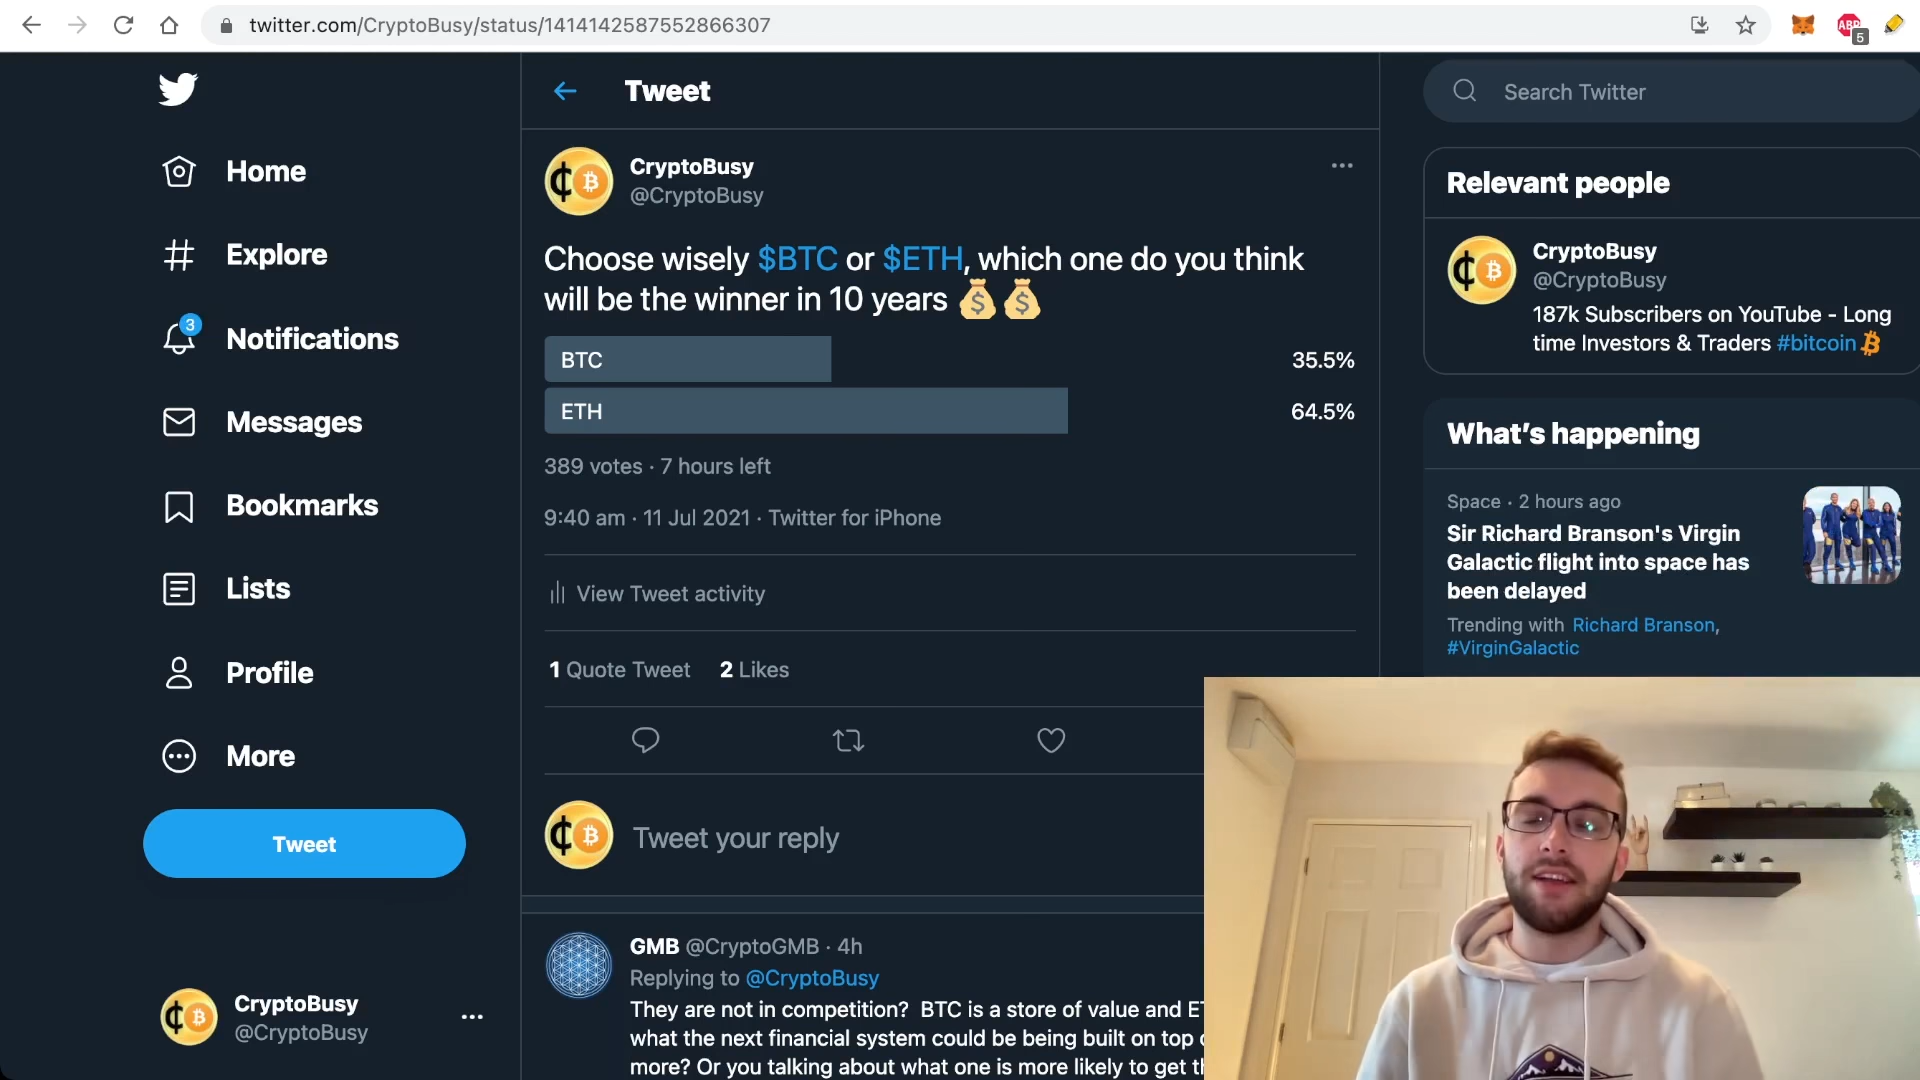 twitter.com/CryptoBusy/status/1414142587552866307
ABP
5
Home
Explore
3
Notifications
Messages
Bookmarks
Lists
Profile
More
Tweet
CryptoBusy
@CryptoBusy
Tweet
CryptoBusy
@CryptoBusy
Choose wisely $BTC or $ETH, which one do you think
will be the winner in 10 years
BTC 35.5%
ETH 64.5%
389 votes · 7 hours left
9:40 am · 11 Jul 2021 · Twitter for iPhone
View Tweet activity
1 Quote Tweet 2 Likes
Tweet your reply
GMB @CryptoGMB · 4h
Replying to @CryptoBusy
They are not in competition? BTC is a store of value and
what the next financial system could be being built on top
more? Or you talking about what one is more likely to get
Search Twitter
Relevant people
CryptoBusy
@CryptoBusy
187k Subscribers on YouTube - Long
time Investors & Traders #bitcoin
What's happening
Space · 2 hours ago
Sir Richard Branson's Virgin
Galactic flight into space has
been delayed
Trending with Richard Branson,
#VirginGalactic